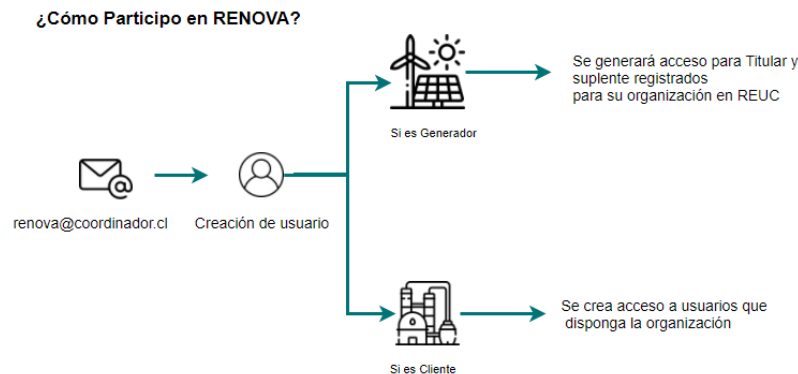 ¿Cómo Participo en RENOVA?
Se generará acceso para Titular y
suplente registrados
para su organización en REUC
Si es Generador
renova@coordinador.cl
Creación de usuario
Se crea acceso a usuarios que
disponga la organización
Si es Cliente